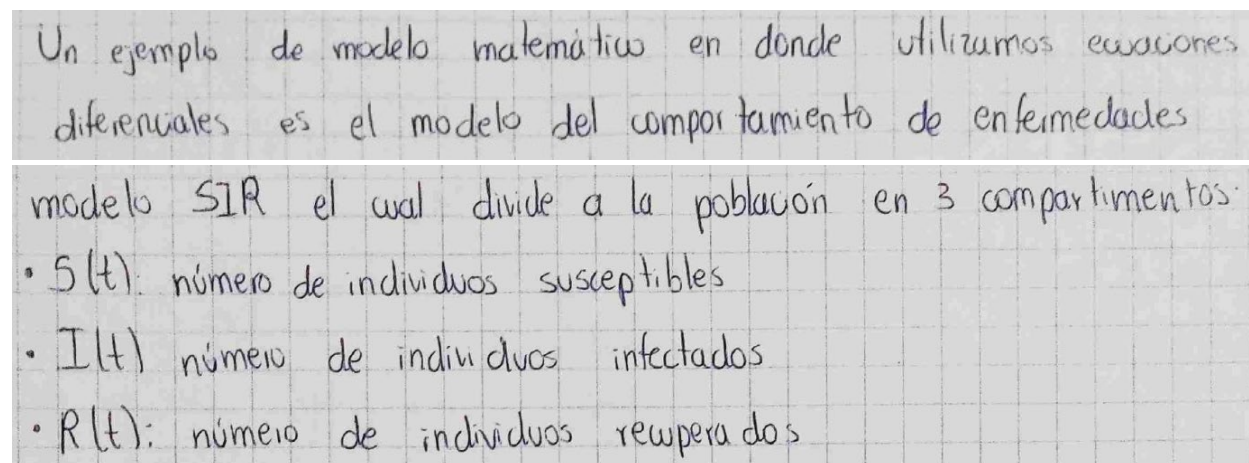 Un ejemplo de modelo matemático en donde utilizamos ecuaciones
diferenciales es el modelo del comportamiento de enfermedades
modelo SIR el cual divide a la población en 3 compartimentos:
• S(t): número de individuos susceptibles
• I(t) número de individuos infectados
• R(t): número de individuos recuperados